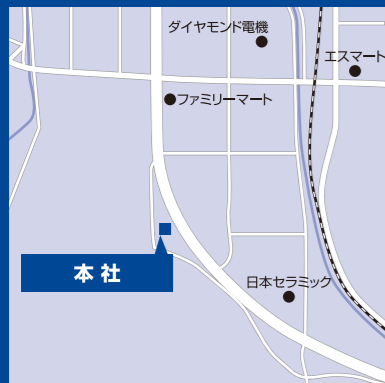 ダイヤモンド電機
エスマート
ファミリーマート
本社
日本セラミック